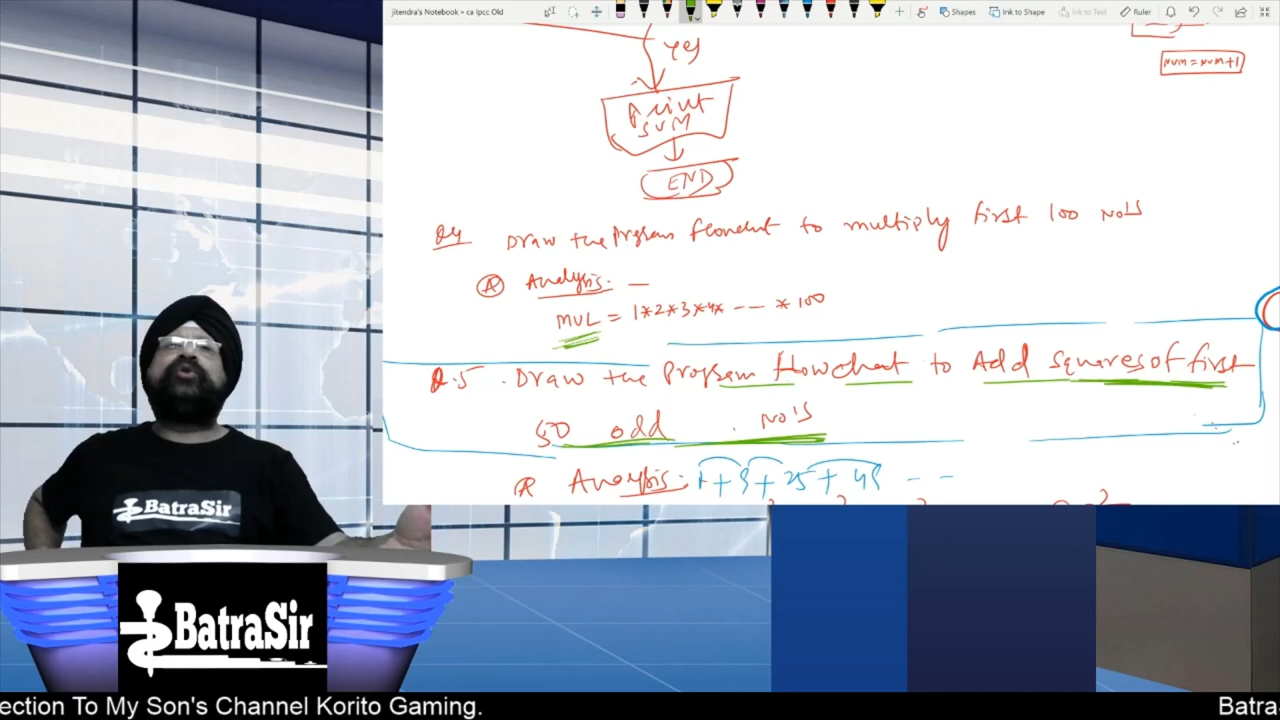 jitendra's Notebook » ca Ipcc Old
Shapes Ink to Shape Ink to Text Ruler
yes
NUM = NUM+1
Print
SUM
END
Q4 Draw the Program flowchart to multiply first 100 No's
(A) Analysis. —
MUL = 1*2*3*4* -- -- * 100
Q.5 . Draw the Program flowchart to Add squares of first
50 odd . No's
A Analysis: 1+9+25+49 - -
BatraSir
BatraSir
ection To My Son's Channel Korito Gaming.
Batra